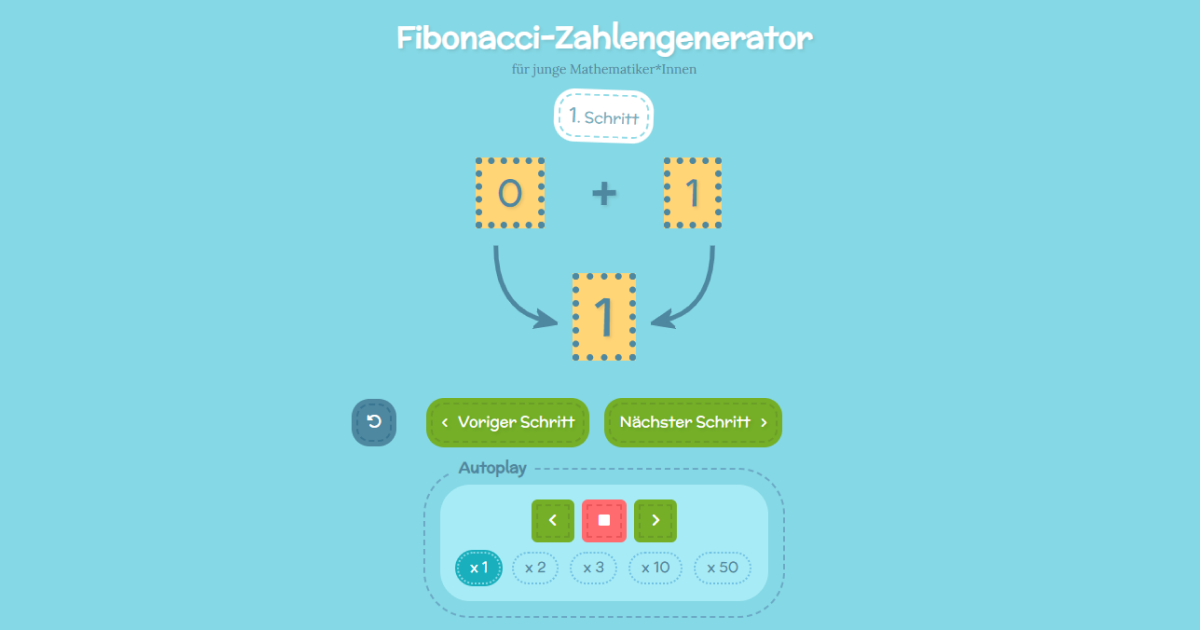 Fibonacci-Zahlengenerator
für junge Mathematiker*Innen
1. Schritt
0 + 1
1
‹ Voriger Schritt
Nächster Schritt ›
Autoplay
x 1 x 2 x 3 x 10 x 50